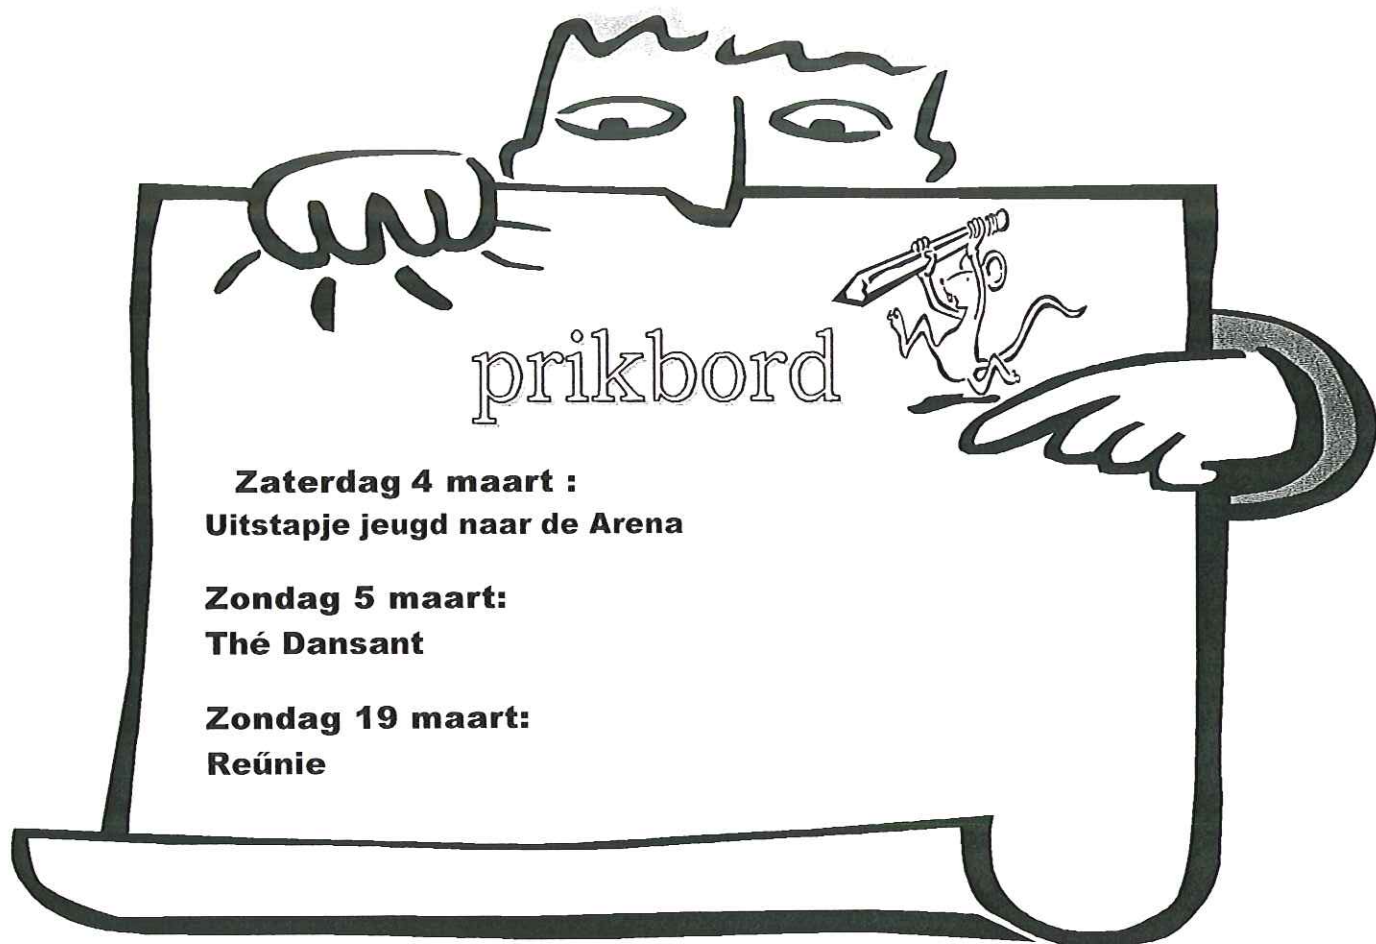 prikbord
Zaterdag 4 maart :
Uitstapje jeugd naar de Arena
Zondag 5 maart:
Thé Dansant
Zondag 19 maart:
Reűnie